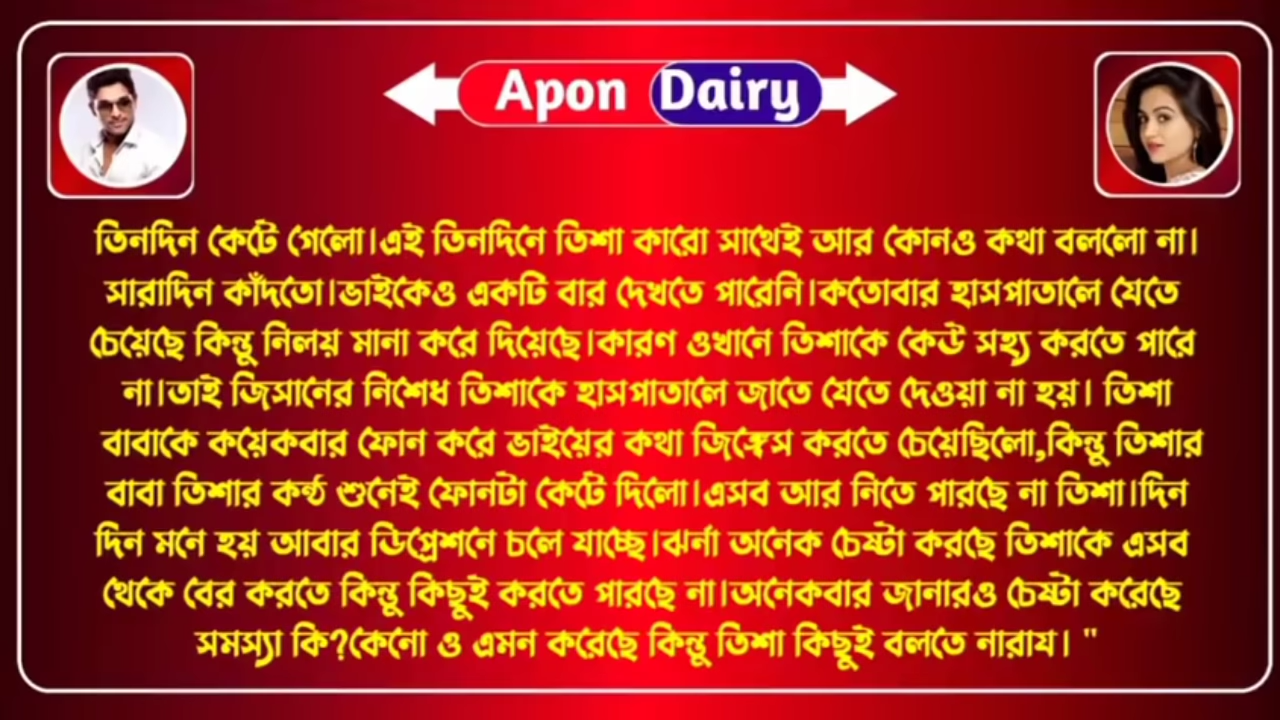 Apon Dairy
তিনদিন কেটে গেলো।এই তিনদিনে তিশা কারো সাথেই আর কোনও কথা বললো না।
সারাদিন কাঁদতো।ভাইকেও একটি বার দেখতে পারেনি।কতোবার হাসপাতালে যেতে
চেয়েছে কিন্তু নিলয় মানা করে দিয়েছে।কারণ ওখানে তিশাকে কেউ সহ্য করতে পারে
না।তাই জিসানের নিশেধ তিশাকে হাসপাতালে জাতে যেতে দেওয়া না হয়। তিশা
বাবাকে কয়েকবার ফোন করে ভাইয়ের কথা জিঙ্গেস করতে চেয়েছিলো,কিন্তু তিশার
বাবা তিশার কন্ঠ শুনেই ফোনটা কেটে দিলো।এসব আর নিতে পারছে না তিশা।দিন
দিন মনে হয় আবার ডিপ্রেশনে চলে যাচ্ছে।ঝর্না অনেক চেষ্টা করছে তিশাকে এসব
থেকে বের করতে কিন্তু কিছুই করতে পারছে না।অনেকবার জানারও চেষ্টা করেছে
সমস্যা কি?কেনো ও এমন করেছে কিন্তু তিশা কিছুই বলতে নারায। "